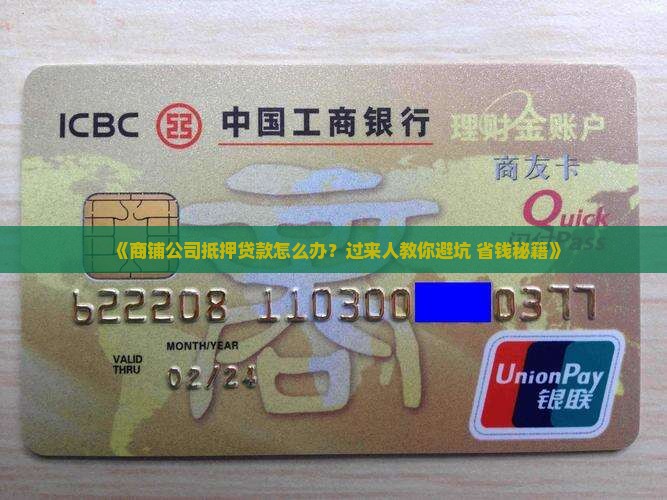 ICBC 中国工商银行 理财金账户
商友卡
Quick
Pass
商
《商铺公司抵押贷款怎么办？过来人教你避坑 省钱秘籍》
622208 110300 0377
MONTH/YEAR
VALID
THRU
02/24
UnionPay
银联